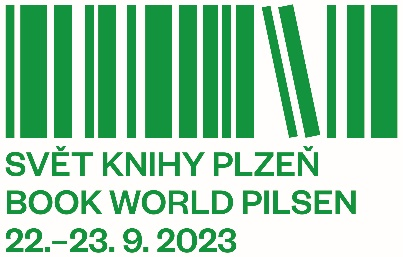 SVĚT KNIHY PLZEŇ
BOOK WORLD PILSEN
22.–23. 9. 2023